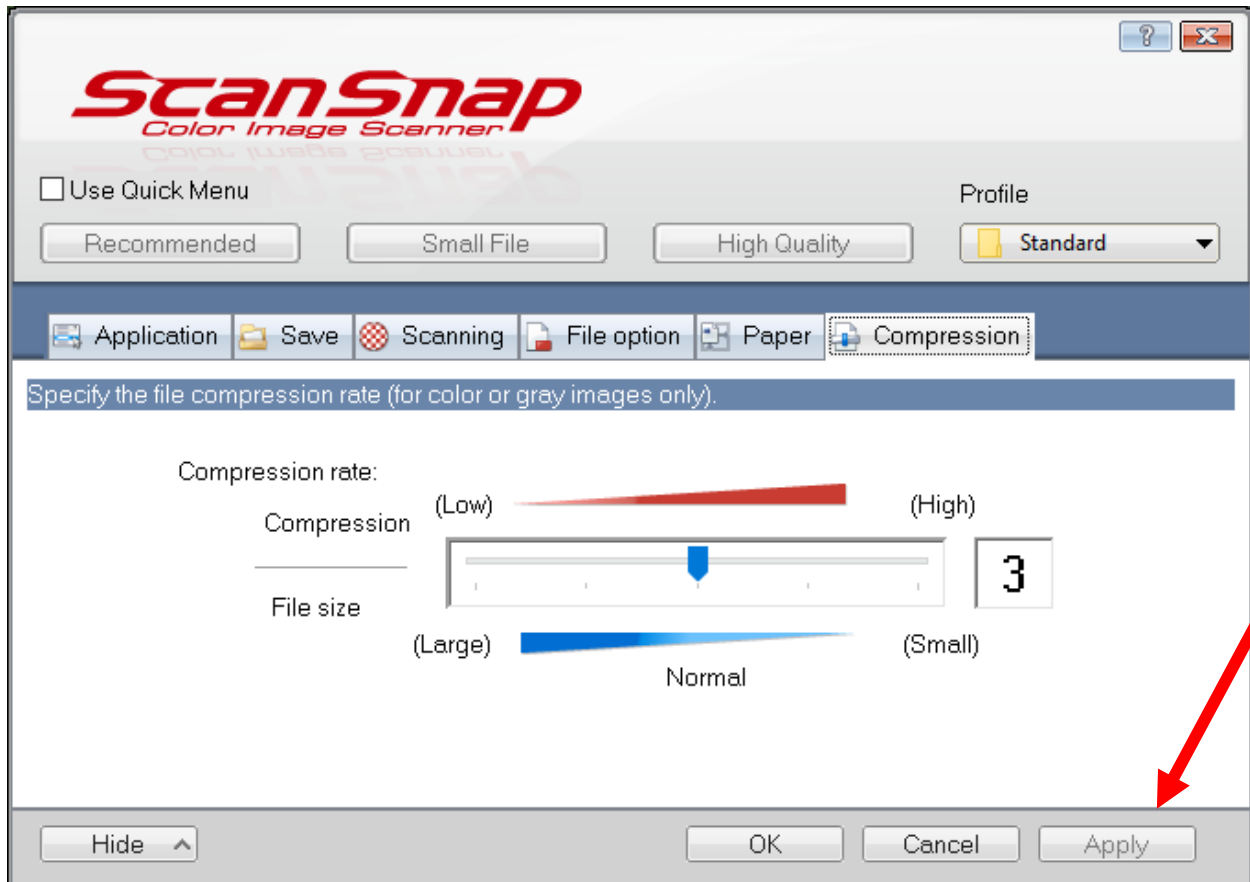 ScanSnap
Color Image Scanner
Use Quick Menu
Profile
Recommended Small File High Quality Standard
Application Save Scanning File option Paper Compression
Specify the file compression rate (for color or gray images only).
Compression rate:
(Low) (High)
Compression
3
File size
(Large) (Small)
Normal
Hide OK Cancel Apply